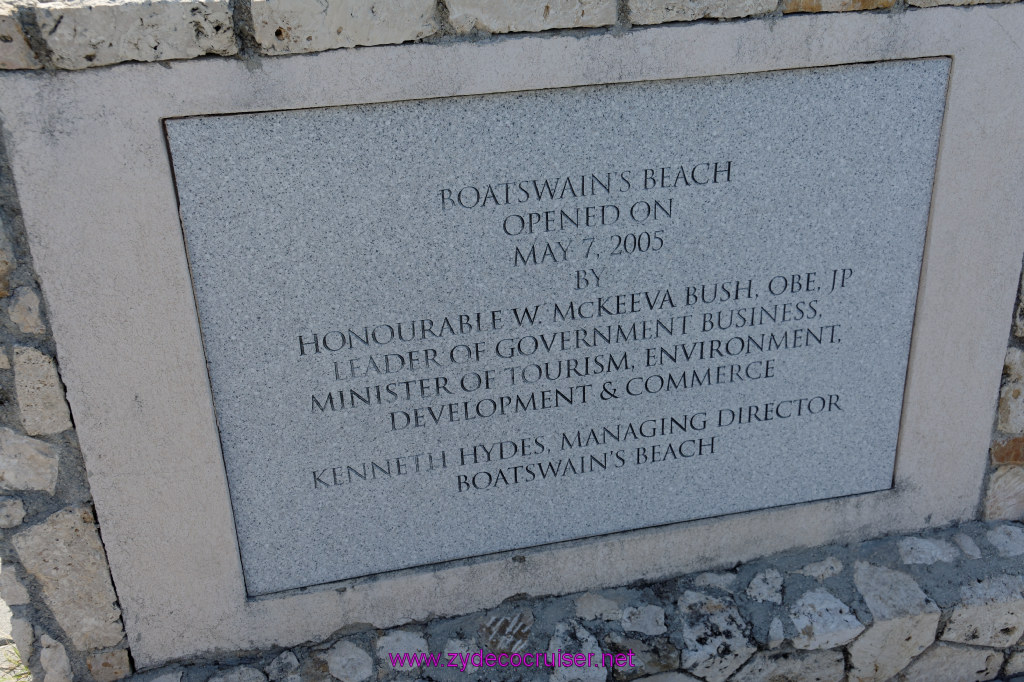 BOATSWAIN'S BEACH
OPENED ON
MAY 7, 2005
BY
HONOURABLE W. McKEEVA BUSH, OBE, JP
LEADER OF GOVERNMENT BUSINESS,
MINISTER OF TOURISM, ENVIRONMENT,
DEVELOPMENT & COMMERCE
KENNETH HYDES, MANAGING DIRECTOR
BOATSWAIN'S BEACH
www.zydecocruiser.net